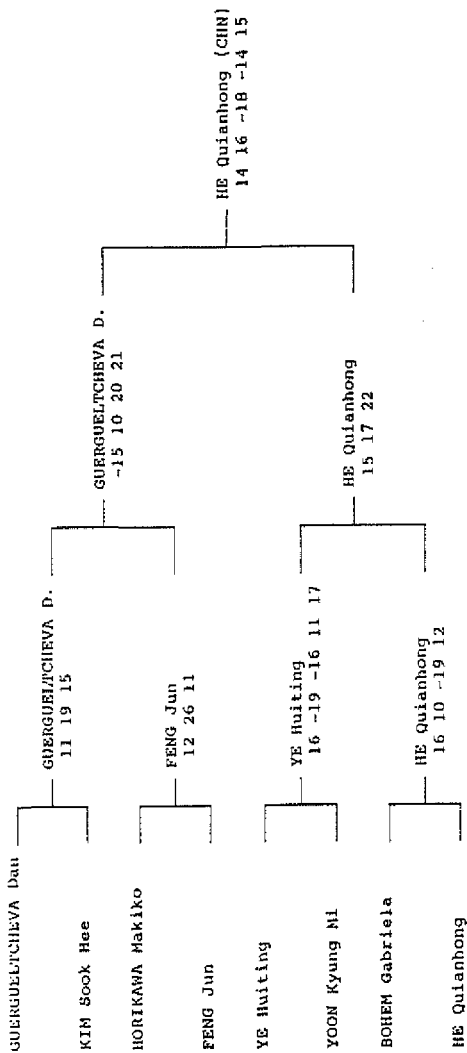 GUERGUELTCHEVA Dan
KIM Sook Hee
HORIKAWA Makiko
FENG Jun
YE Huiting
YOON Kyung Mi
BOHEM Gabriela
HE Quianhong
GUERGUELTCHEVA D.
11 19 15
FENG Jun
12 26 11
YE Huiting
16 -19 -16 11 17
HE Quianhong
16 10 -19 12
GUERGUELTCHEVA D.
-15 10 20 21
HE Quianhong
15 17 22
HE Quianhong (CHN)
14 16 -18 -14 15